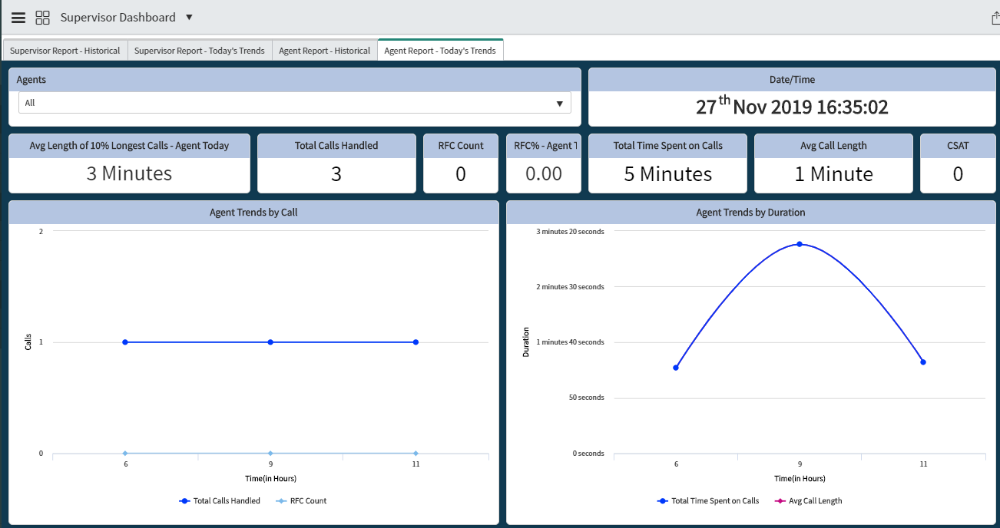 Supervisor Dashboard
Supervisor Report - Historical
Supervisor Report - Today's Trends
Agent Report - Historical
Agent Report - Today's Trends
Agents
All
Date/Time
27th Nov 2019 16:35:02
Avg Length of 10% Longest Calls - Agent Today
3 Minutes
Total Calls Handled
3
RFC Count
0
RFC% - Agent T
0.00
Total Time Spent on Calls
5 Minutes
Avg Call Length
1 Minute
CSAT
0
Agent Trends by Call
2
1
0
Calls
6 9 11
Time(in Hours)
Total Calls Handled RFC Count
Agent Trends by Duration
3 minutes 20 seconds
2 minutes 30 seconds
1 minutes 40 seconds
50 seconds
0 seconds
Duration
6 9 11
Time(in Hours)
Total Time Spent on Calls Avg Call Length